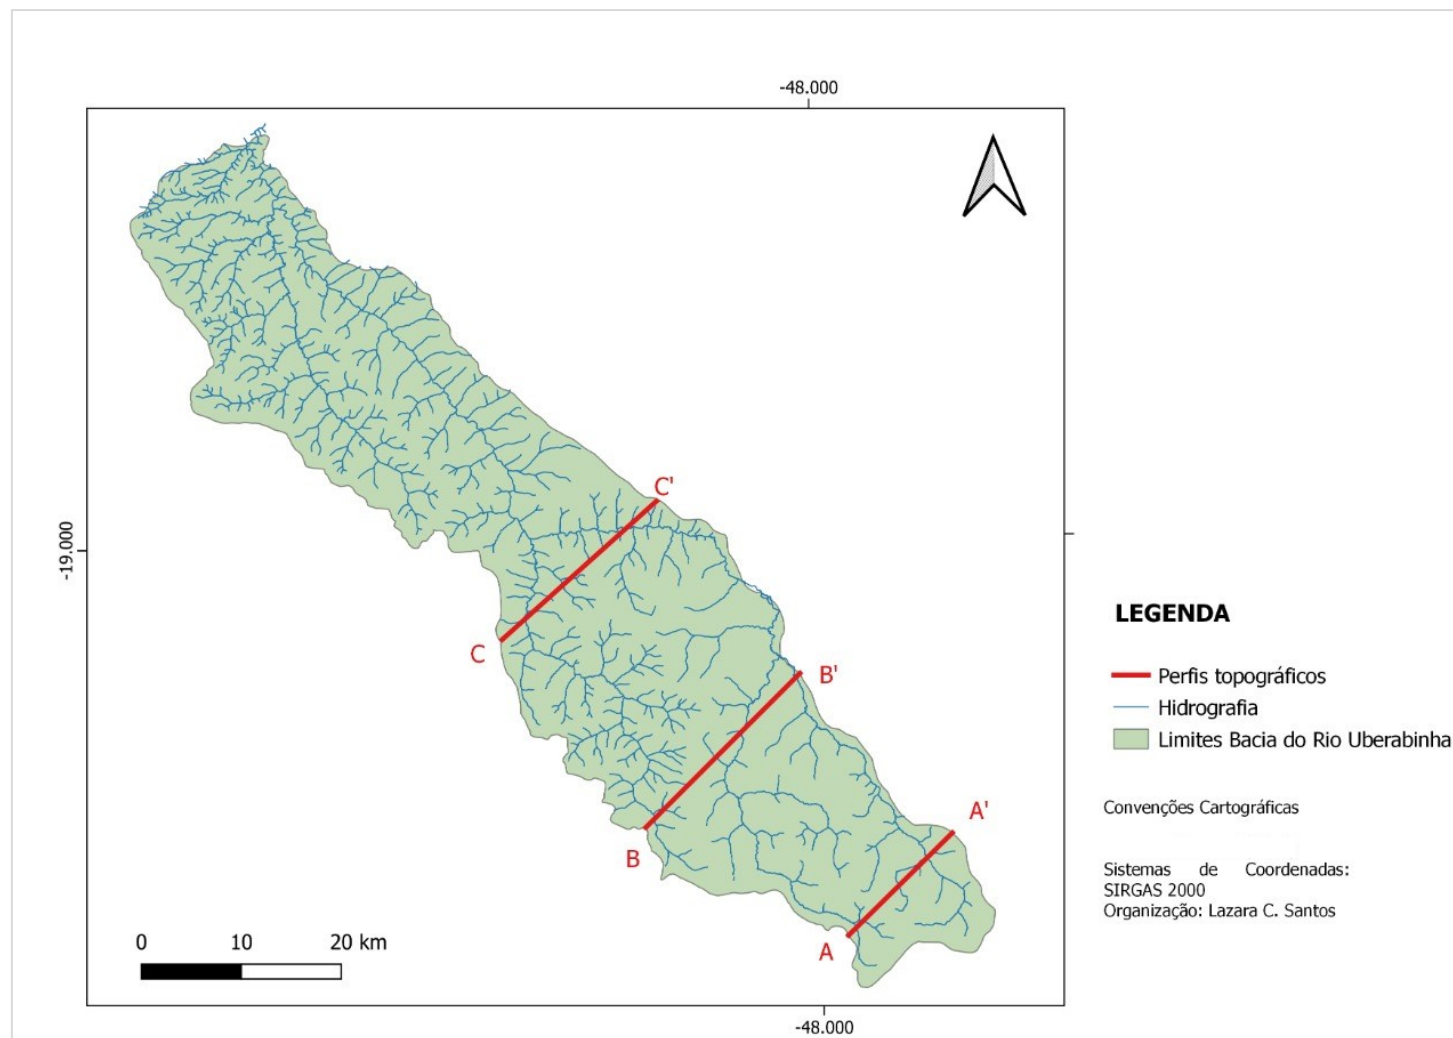 -48.000
C'
-19.000
C
B'
B
A'
A
0 10 20 km
-48.000
LEGENDA
Perfis topográficos
Hidrografia
Limites Bacia do Rio Uberabinha
Convenções Cartográficas
Sistemas de Coordenadas:
SIRGAS 2000
Organização: Lazara C. Santos